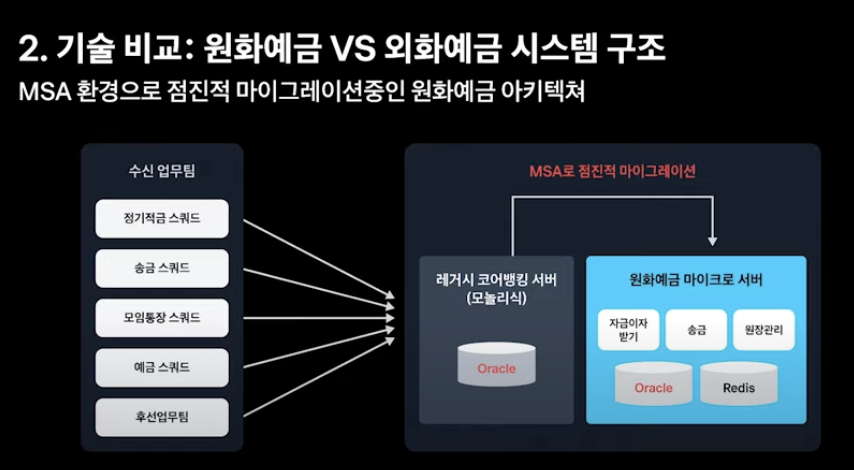 2. 기술 비교: 원화예금 VS 외화예금 시스템 구조
MSA 환경으로 점진적 마이그레이션중인 원화예금 아키텍쳐
수신 업무팀
정기적금 스쿼드
송금 스쿼드
모임통장 스쿼드
예금 스쿼드
후선업무팀
MSA로 점진적 마이그레이션
레거시 코어뱅킹 서버
(모놀리식)
Oracle
원화예금 마이크로 서버
자금이자
받기
송금
원장관리
Oracle
Redis